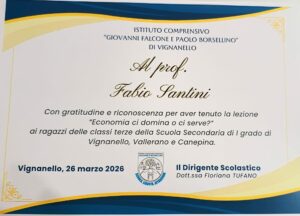 ISTITUTO COMPRENSIVO
"GIOVANNI FALCONE E PAOLO BORSELLINO"
DI VIGNANELLO
Al prof.
Fabio Santini
Con gratitudine e riconoscenza per aver tenuto la lezione
"Economia ci domina o ci serve?"
ai ragazzi delle classi terze della Scuola Secondaria di I grado di
Vignanello, Vallerano e Canepina.
Vignanello, 26 marzo 2026
Il Dirigente Scolastico
Dott.ssa Floriana TUFANO